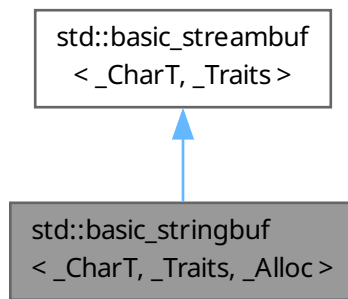 std::basic_streambuf
< _CharT, _Traits >
std::basic_stringbuf
< _CharT, _Traits, _Alloc >